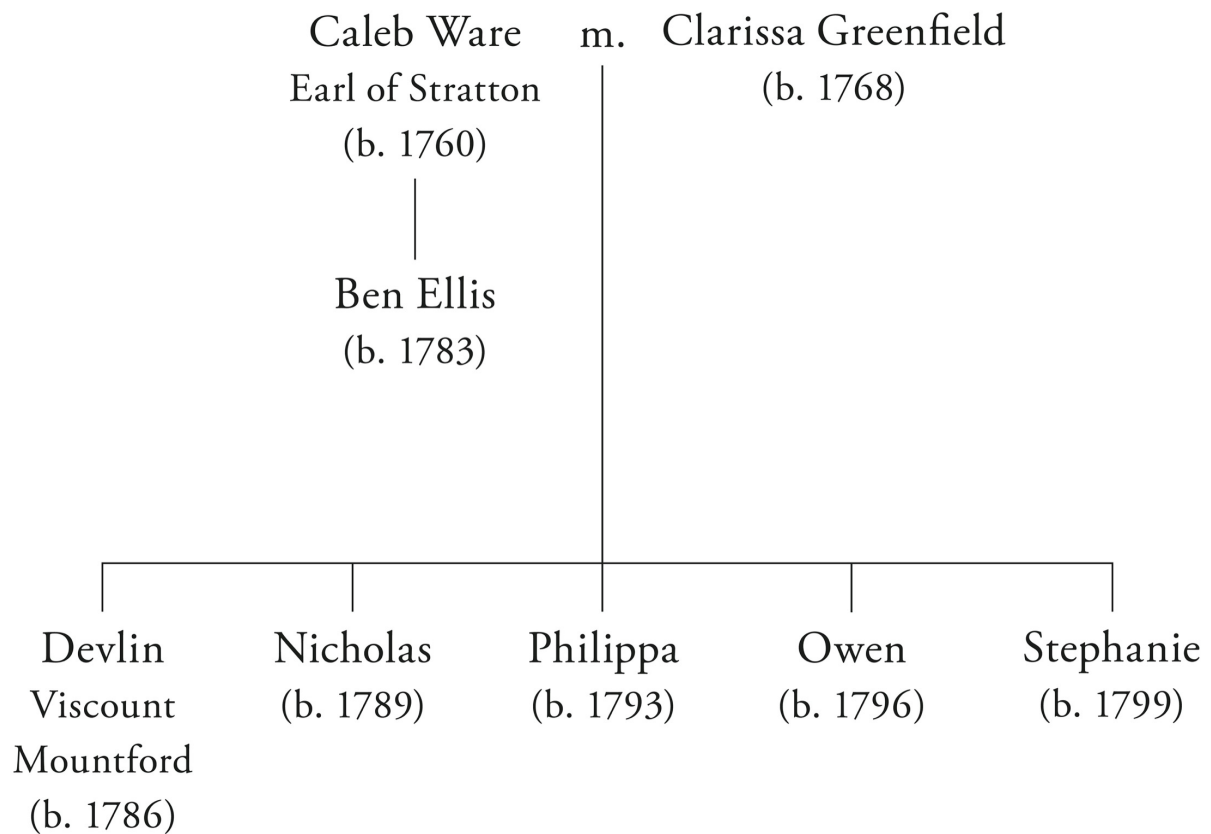 Caleb Ware m. Clarissa Greenfield
Earl of Stratton (b. 1768)
(b. 1760)
Ben Ellis
(b. 1783)
Devlin Nicholas Philippa Owen Stephanie
Viscount (b. 1789) (b. 1793) (b. 1796) (b. 1799)
Mountford
(b. 1786)